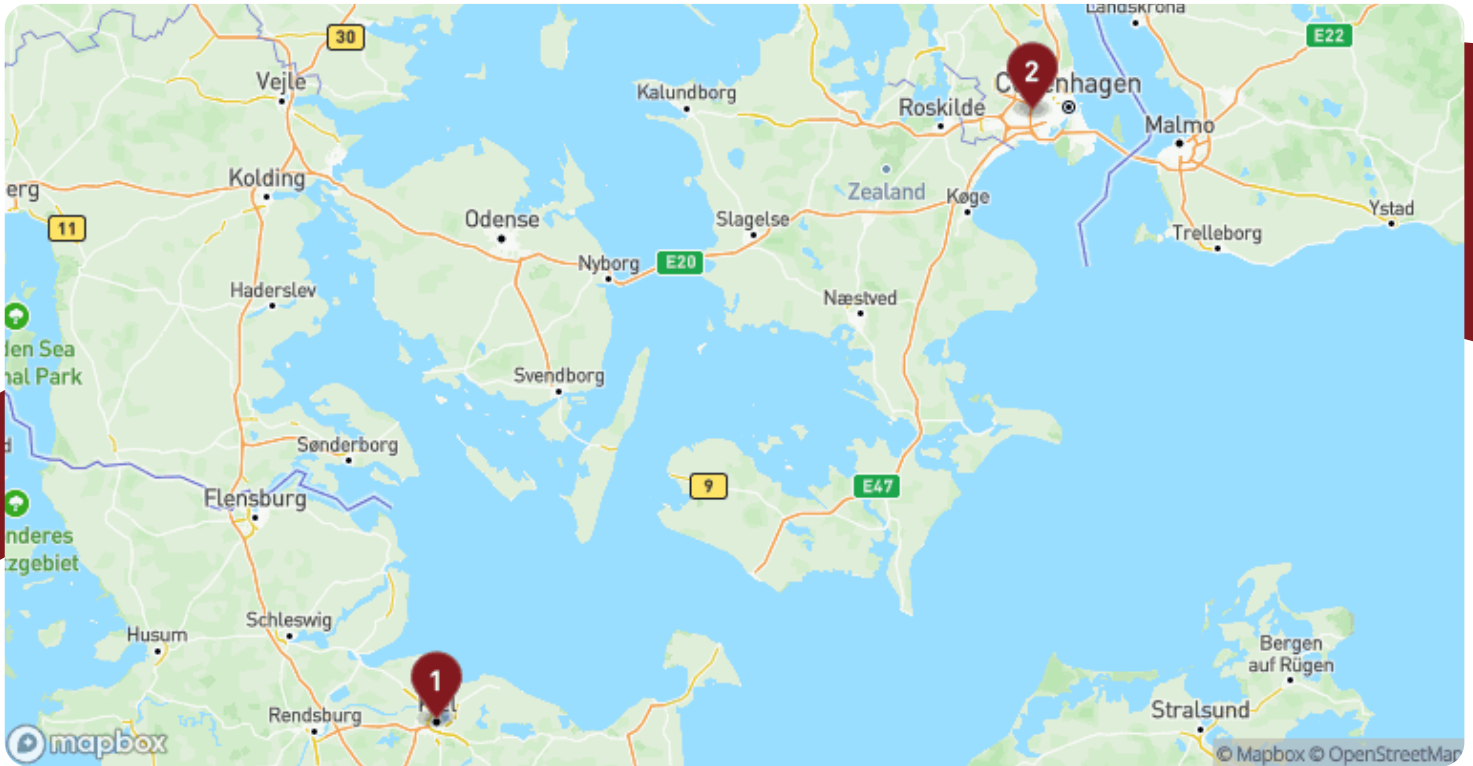 Landskrona
30
E22
Vejle
2
Kalundborg
Roskilde
Malmo
Kolding
erg
Zealand
Køge
11
Odense
Slagelse
Ystad
Trelleborg
Nyborg
E20
Haderslev
Næstved
den Sea
nal Park
Svendborg
d
Sønderborg
9
E47
Flensburg
nderes
zgebiet
Schleswig
Husum
Bergen
auf Rügen
1
Rendsburg
Stralsund
mapbox
© Mapbox © OpenStreetMap